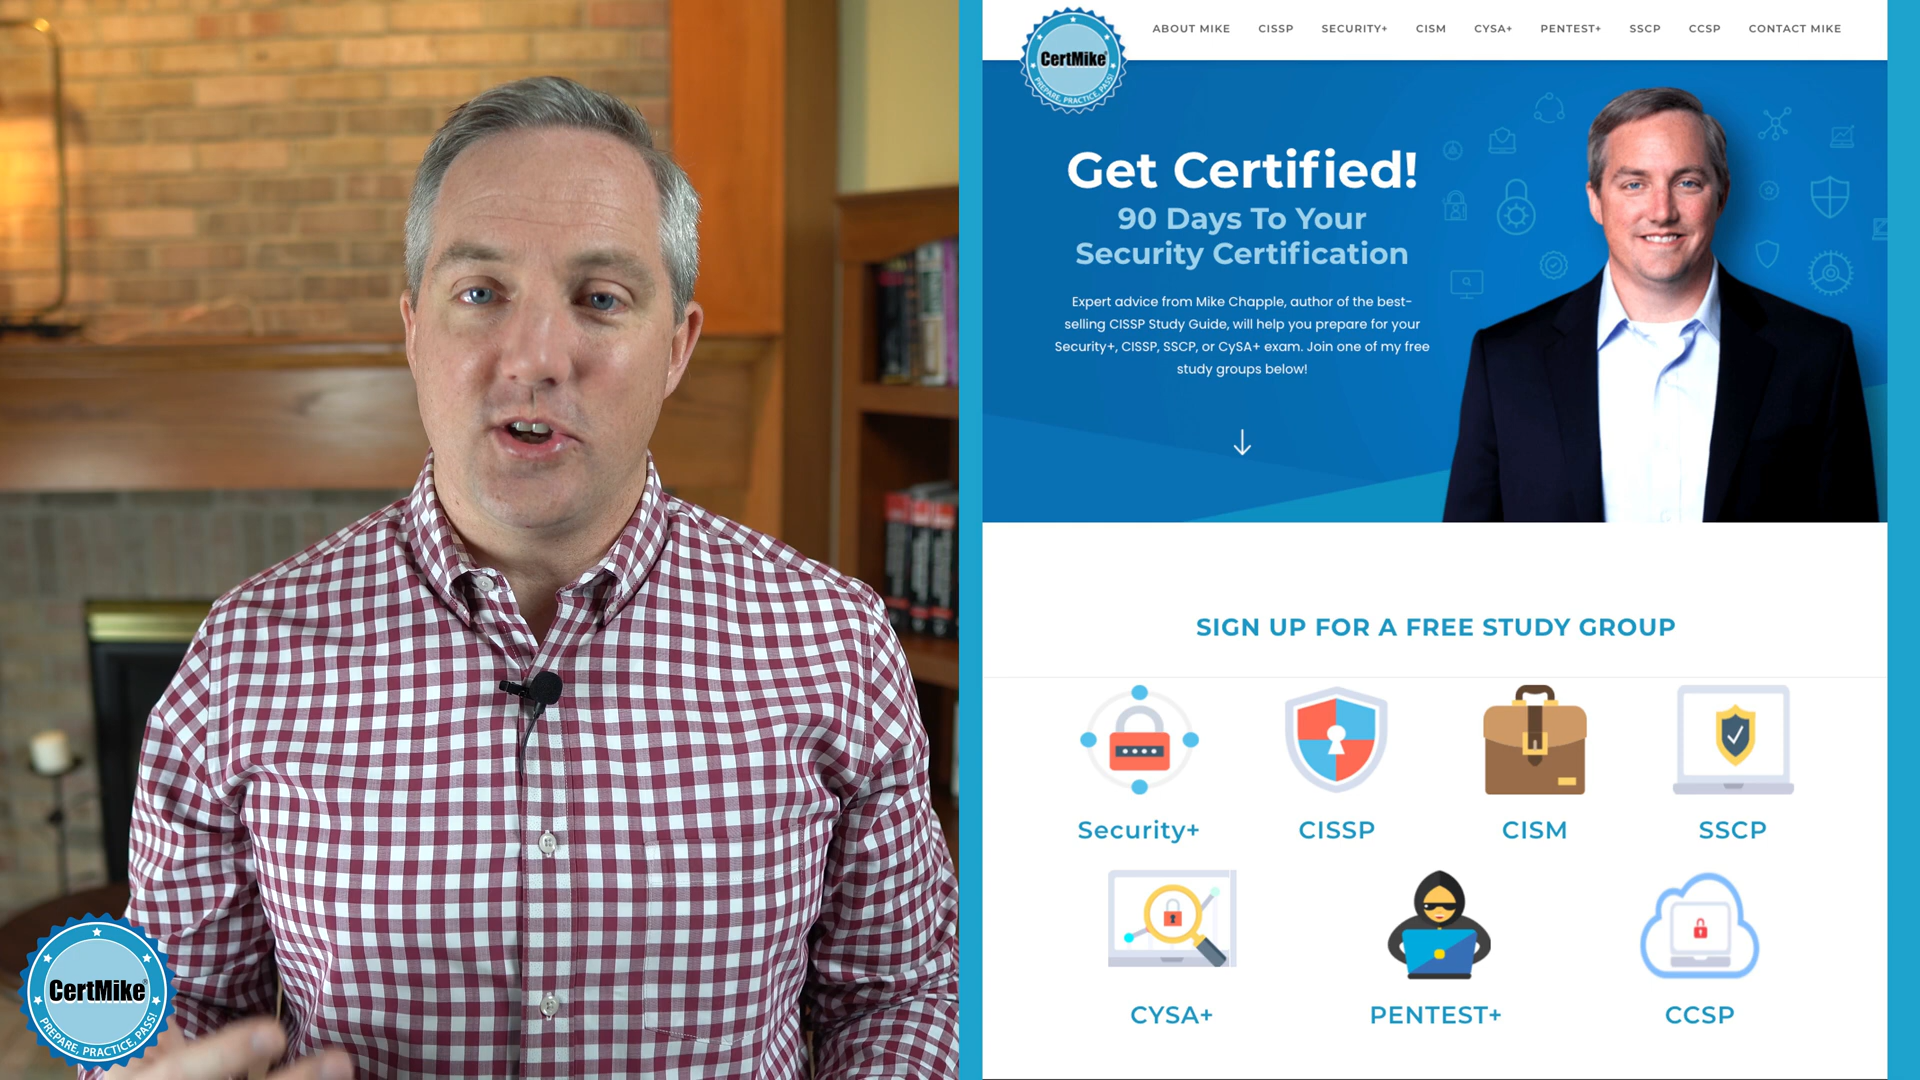 CertMike
PREPARE, PRACTICE, PASS!
ABOUT MIKE
CISSP
SECURITY+
CISM
CYSA+
PENTEST+
SSCP
CCSP
CONTACT MIKE
CertMike
PREPARE, PRACTICE, PASS!
Get Certified!
90 Days To Your
Security Certification
Expert advice from Mike Chapple, author of the best-
selling CISSP Study Guide, will help you prepare for your
Security+, CISSP, SSCP, or CySA+ exam. Join one of my free
study groups below!
SIGN UP FOR A FREE STUDY GROUP
Security+
CISSP
CISM
SSCP
CYSA+
PENTEST+
CCSP